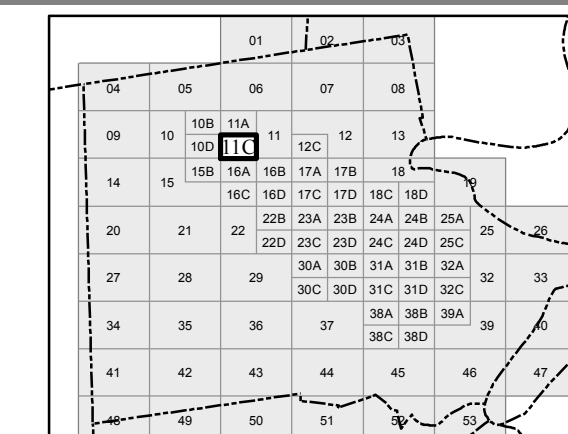 01 02 03
04 05 06 07 08
10B 11A
09 10 11 12 13
10D 11C 12C
15B 16A 16B 17A 17B 18
14 15 19
16C 16D 17C 17D 18C 18D
22B 23A 23B 24A 24B 25A
20 21 22 25 26
22D 23C 23D 24C 24D 25C
30A 30B 31A 31B 32A
27 28 29 32 33
30C 30D 31C 31D 32C
38A 38B 39A
34 35 36 37 39 40
38C 38D
41 42 43 44 45 46 47
48 49 50 51 52 53